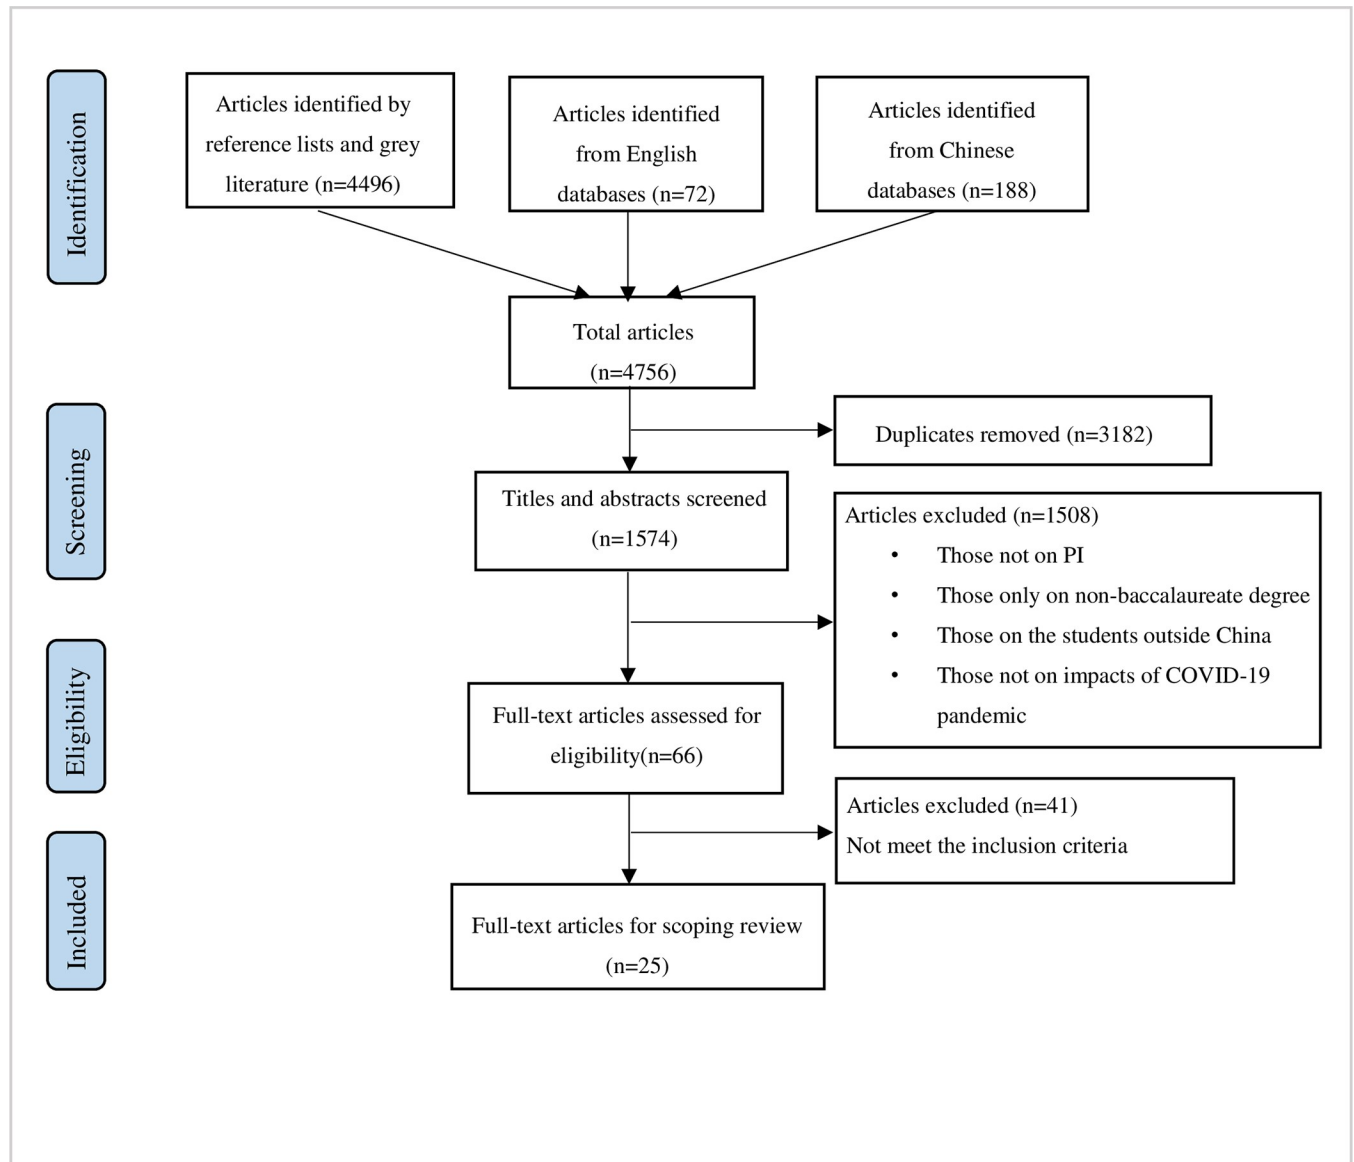 Identification
Articles identified by
reference lists and grey
literature (n=4496)
Articles identified
from English
databases (n=72)
Articles identified
from Chinese
databases (n=188)
Total articles
(n=4756)
Screening
Duplicates removed (n=3182)
Titles and abstracts screened
(n=1574)
Articles excluded (n=1508)
• Those not on PI
• Those only on non-baccalaureate degree
• Those on the students outside China
• Those not on impacts of COVID-19
pandemic
Eligibility
Full-text articles assessed for
eligibility(n=66)
Articles excluded (n=41)
Not meet the inclusion criteria
Included
Full-text articles for scoping review
(n=25)